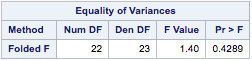 Equality of Variances
Method Num DF Den DF F Value Pr > F
Folded F 22 23 1.40 0.4289